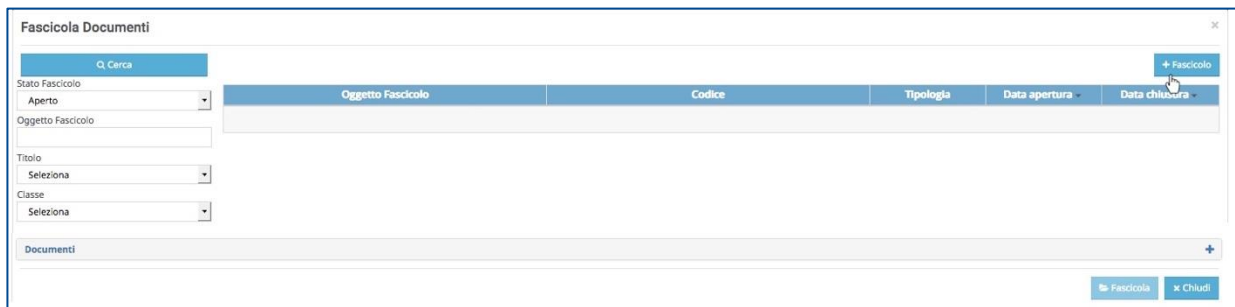 Fascicola Documenti
Cerca
+ Fascicolo
Stato Fascicolo
Aperto
Oggetto Fascicolo Codice Tipologia Data apertura Data chiusura
Oggetto Fascicolo
Titolo
Seleziona
Classe
Seleziona
Documenti
Fascicola x Chiudi